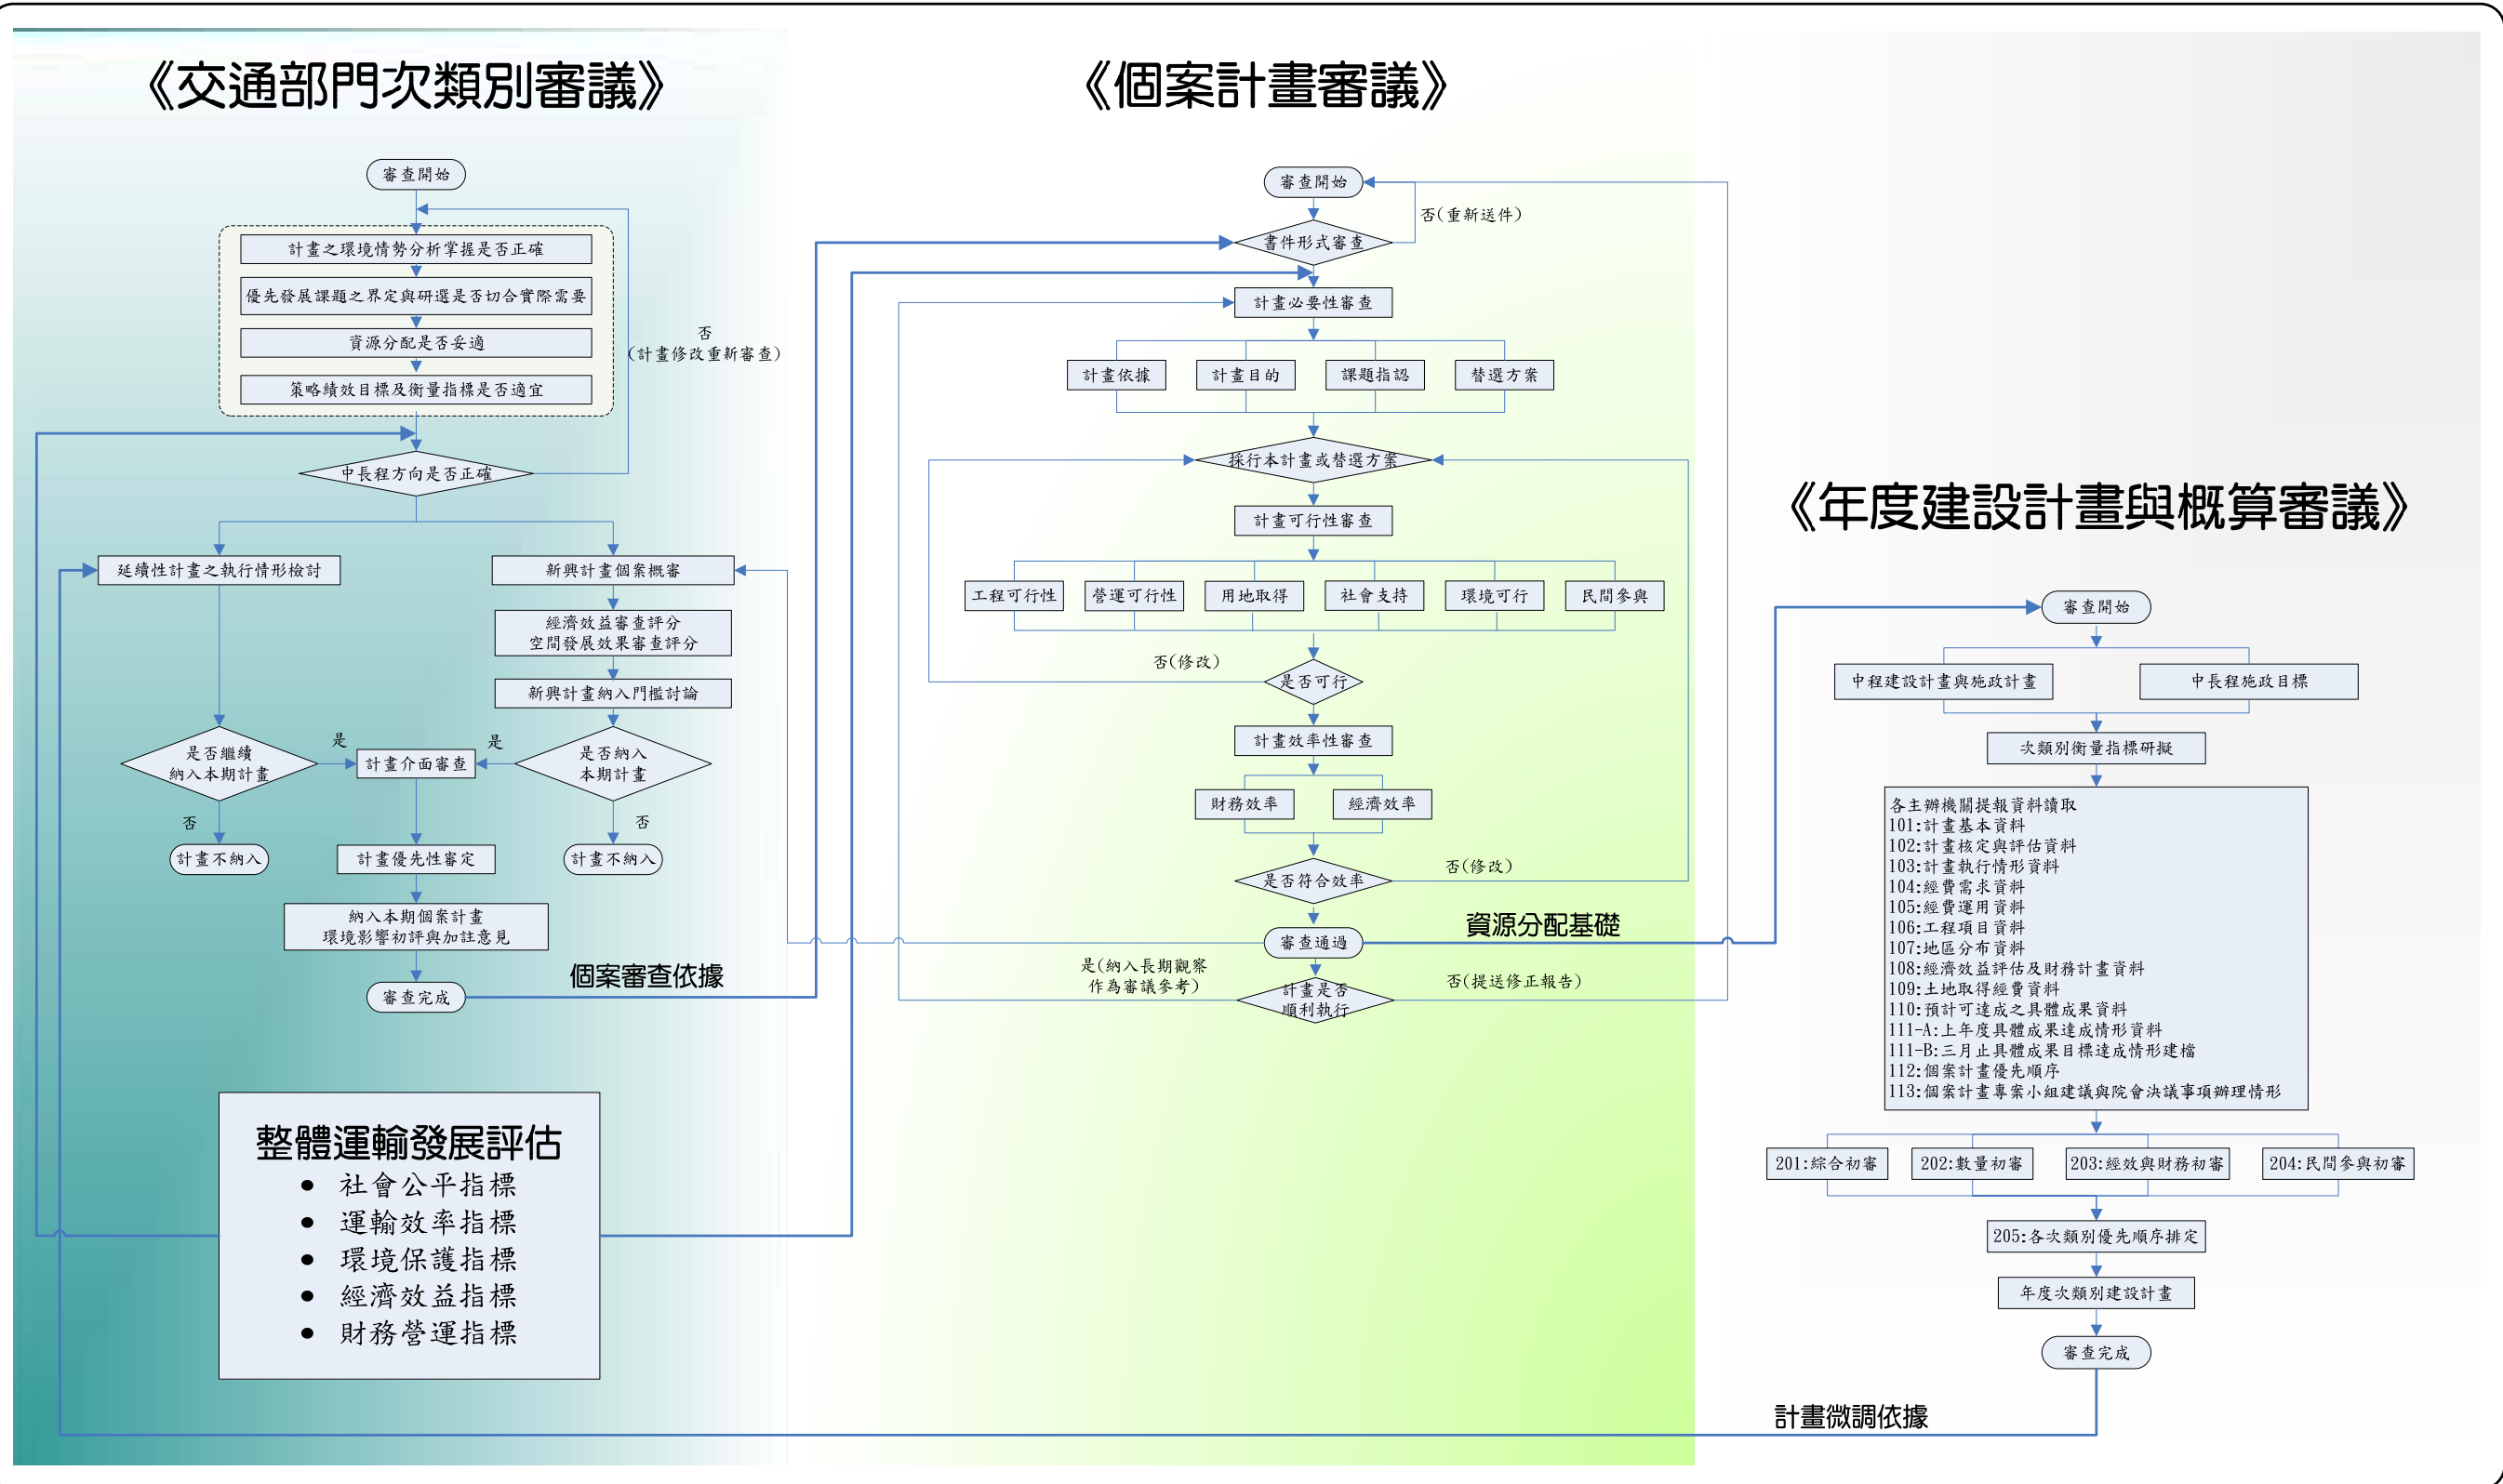 《交通部門次類別審議》
審查開始
計畫之環境情勢分析掌握是否正確
優先發展課題之界定與研選是否切合實際需要
資源分配是否妥適
策略績效目標及衡量指標是否適宜
否
(計畫修改重新審查)
中長程方向是否正確
延續性計畫之執行情形檢討
新興計畫個案概審
經濟效益審查評分
空間發展效果審查評分
新興計畫納入門檻討論
是否繼續
納入本期計畫
是
計畫介面審查
是
是否納入
本期計畫
否
否
計畫不納入
計畫優先性審定
計畫不納入
納入本期個案計畫
環境影響初評與加註意見
審查完成
個案審查依據
整體運輸發展評估
• 社會公平指標
• 運輸效率指標
• 環境保護指標
• 經濟效益指標
• 財務營運指標
《個案計畫審議》
審查開始
否(重新送件)
書件形式審查
計畫必要性審查
計畫依據
計畫目的
課題指認
替選方案
採行本計畫或替選方案
計畫可行性審查
工程可行性
營運可行性
用地取得
社會支持
環境可行
民間參與
否(修改)
是否可行
計畫效率性審查
財務效率
經濟效率
是否符合效率
否(修改)
審查通過
資源分配基礎
是(納入長期觀察
作為審議參考)
計畫是否
順利執行
否(提送修正報告)
《年度建設計畫與概算審議》
審查開始
中程建設計畫與施政計畫
中長程施政目標
次類別衡量指標研擬
各主辦機關提報資料讀取
101:計畫基本資料
102:計畫核定與評估資料
103:計畫執行情形資料
104:經費需求資料
105:經費運用資料
106:工程項目資料
107:地區分布資料
108:經濟效益評估及財務計畫資料
109:土地取得經費資料
110:預計可達成之具體成果資料
111-A:上年度具體成果達成情形資料
111-B:三月止具體成果目標達成情形建檔
112:個案計畫優先順序
113:個案計畫專案小組建議與院會決議事項辦理情形
201:綜合初審
202:數量初審
203:經效與財務初審
204:民間參與初審
205:各次類別優先順序排定
年度次類別建設計畫
審查完成
計畫微調依據